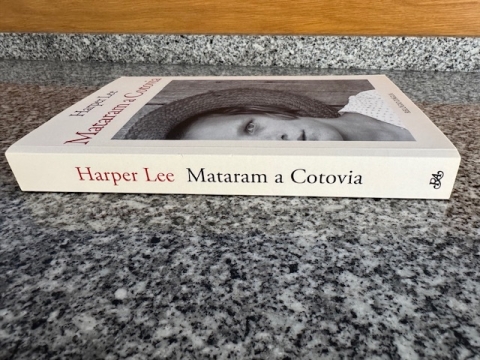 Harper Lee
Mataram a Cotovia
Harper Lee Mataram a Cotovia